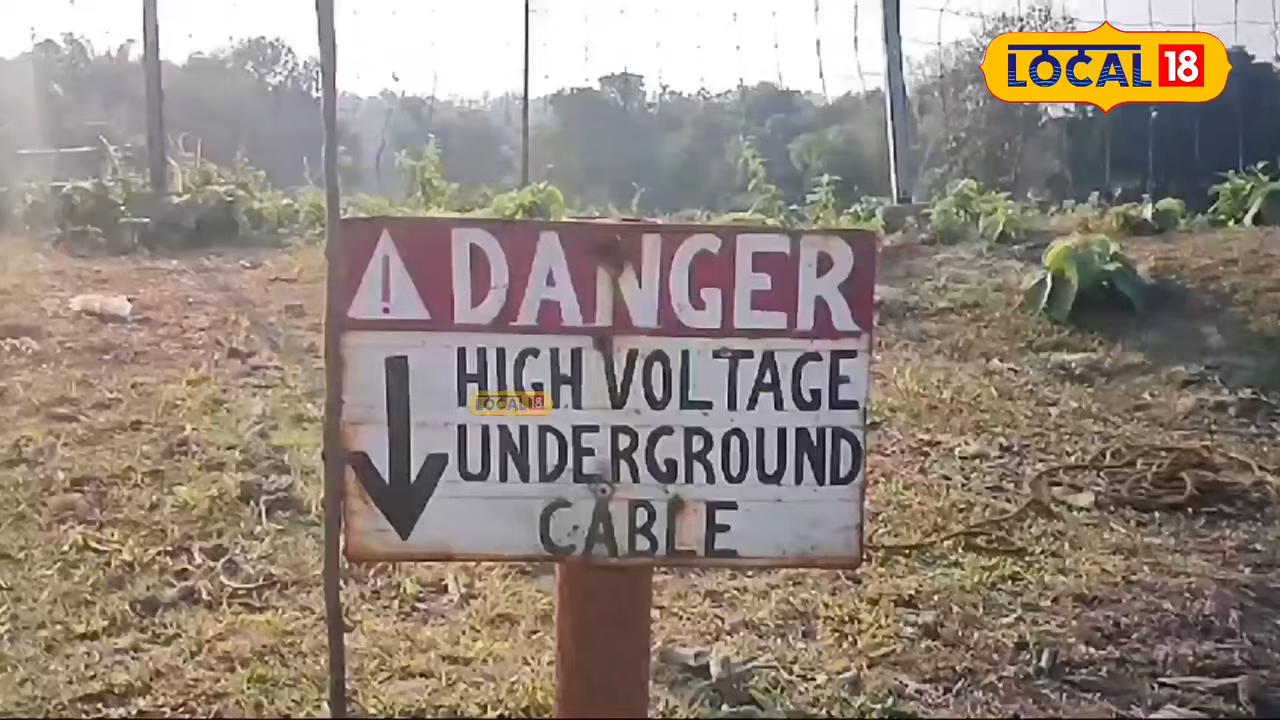 LOCAL 18
DANGER
HIGH VOLTAGE
LOCAL 18
UNDERGROUND
CABLE